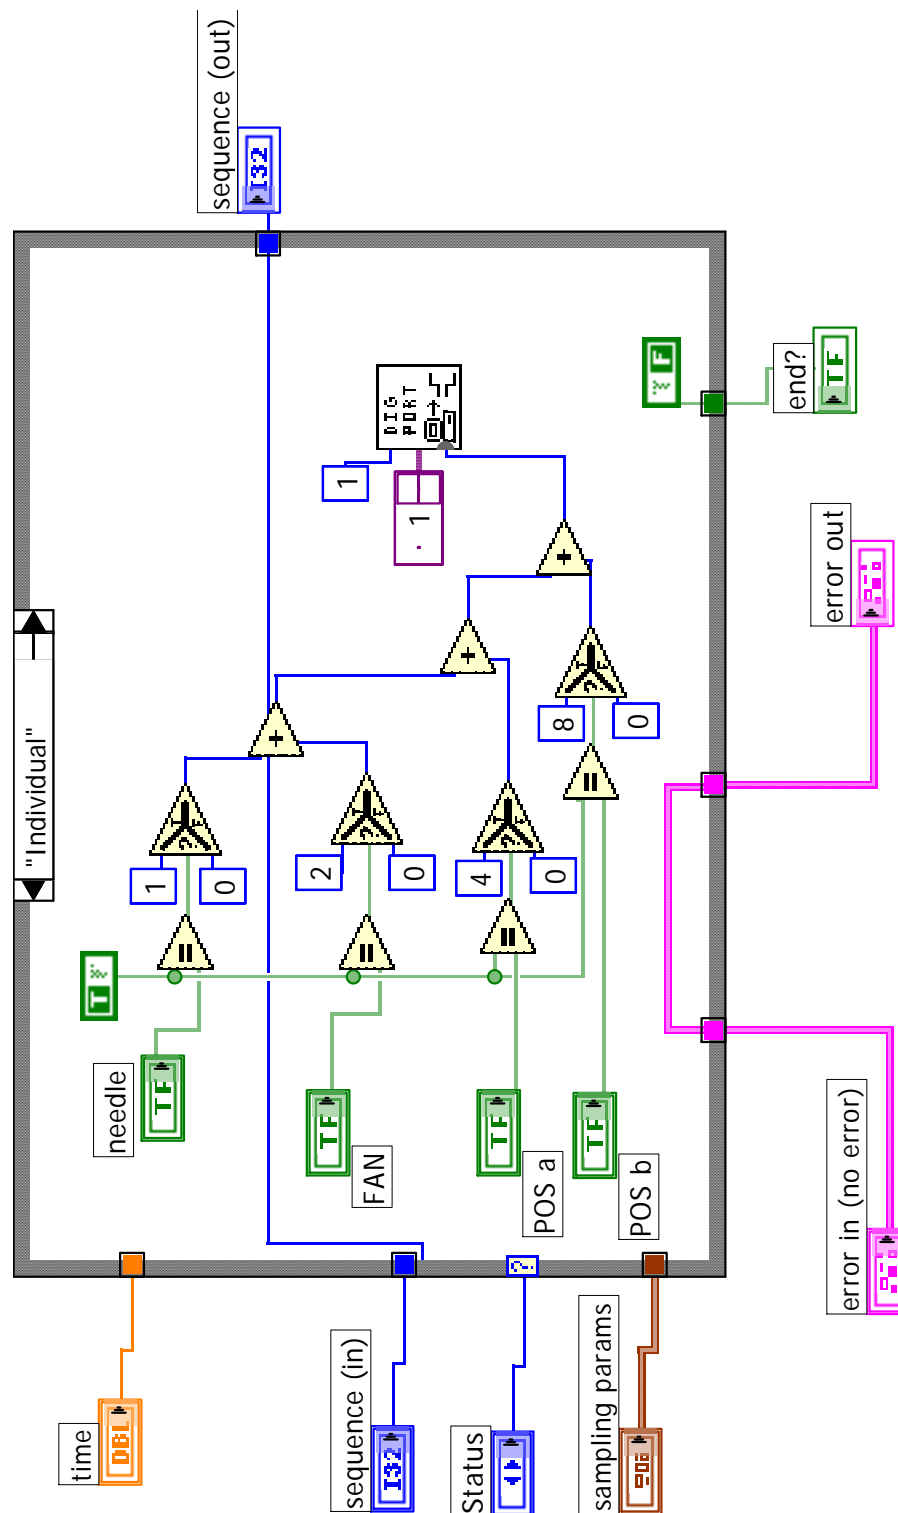 "Individual"
time
DBL
sequence (in)
I32
Status
?
sampling params
error in (no error)
needle
TF
FAN
TF
POS a
TF
POS b
TF
T
=
=
=
=
1
0
2
0
4
0
8
0
?
?
?
?
+
+
+
1
. 1
DIG
PORT
F
sequence (out)
I32
end?
TF
error out